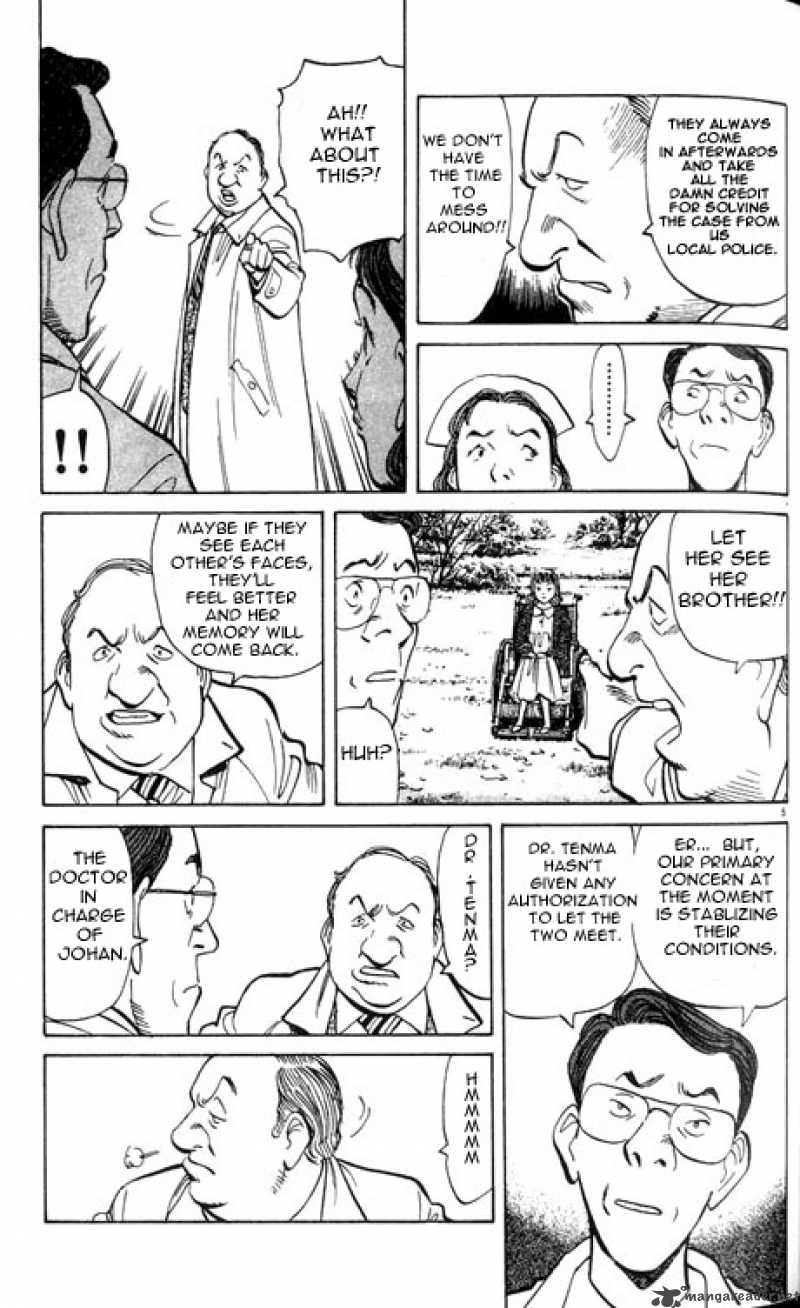 THEY ALWAYS
COME
IN AFTERWARDS
AND TAKE
ALL THE
DAMN CREDIT
FOR SOLVING
THE CASE FROM
US
LOCAL POLICE.
WE DON'T
HAVE
THE TIME
TO
MESS
AROUND!!
AH!!
WHAT
ABOUT
THIS?!
!!
.........
LET
HER SEE
HER
BROTHER!!
HUH?
MAYBE IF THEY
SEE EACH
OTHER'S FACES,
THEY'LL
FEEL BETTER
AND HER
MEMORY WILL
COME BACK.
5
ER... BUT,
OUR PRIMARY
CONCERN AT
THE MOMENT
IS STABLIZING
THEIR
CONDITIONS.
DR. TENMA
HASN'T
GIVEN ANY
AUTHORIZATION
TO LET THE
TWO MEET.
DR. TENMA?
THE
DOCTOR
IN
CHARGE
OF
JOHAN.
HMMMMM
mangareader.net